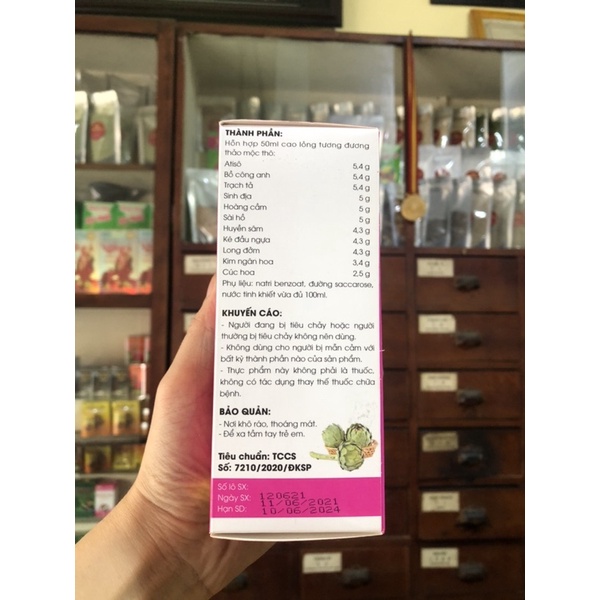 THÀNH PHẦN:
Hỗn hợp 50ml cao lỏng tương đương
thảo mộc thô:
Atisô 5,4 g
Bồ công anh 5,4 g
Trạch tả 5,4 g
Sinh địa 5 g
Hoàng cầm 5 g
Sài hồ 5 g
Huyền sâm 4,3 g
Ké đầu ngựa 4,3 g
Long đởm 4,3 g
Kim ngân hoa 3,4 g
Cúc hoa 2,5 g
Phụ liệu: natri benzoat, đường saccarose,
nước tinh khiết vừa đủ 100ml.
KHUYẾN CÁO:
- Người đang bị tiêu chảy hoặc người
thường bị tiêu chảy không nên dùng.
- Không dùng cho người bị mẫn cảm với
bất kỳ thành phần nào của sản phẩm.
- Thực phẩm này không phải là thuốc,
không có tác dụng thay thế thuốc chữa
bệnh.
BẢO QUẢN:
- Nơi khô ráo, thoáng mát.
- Để xa tầm tay trẻ em.
Tiêu chuẩn: TCCS
Số: 7210/2020/ĐKSP
Số lô SX: 120621
Ngày SX: 11/06/2021
Hạn SD: 10/06/2024